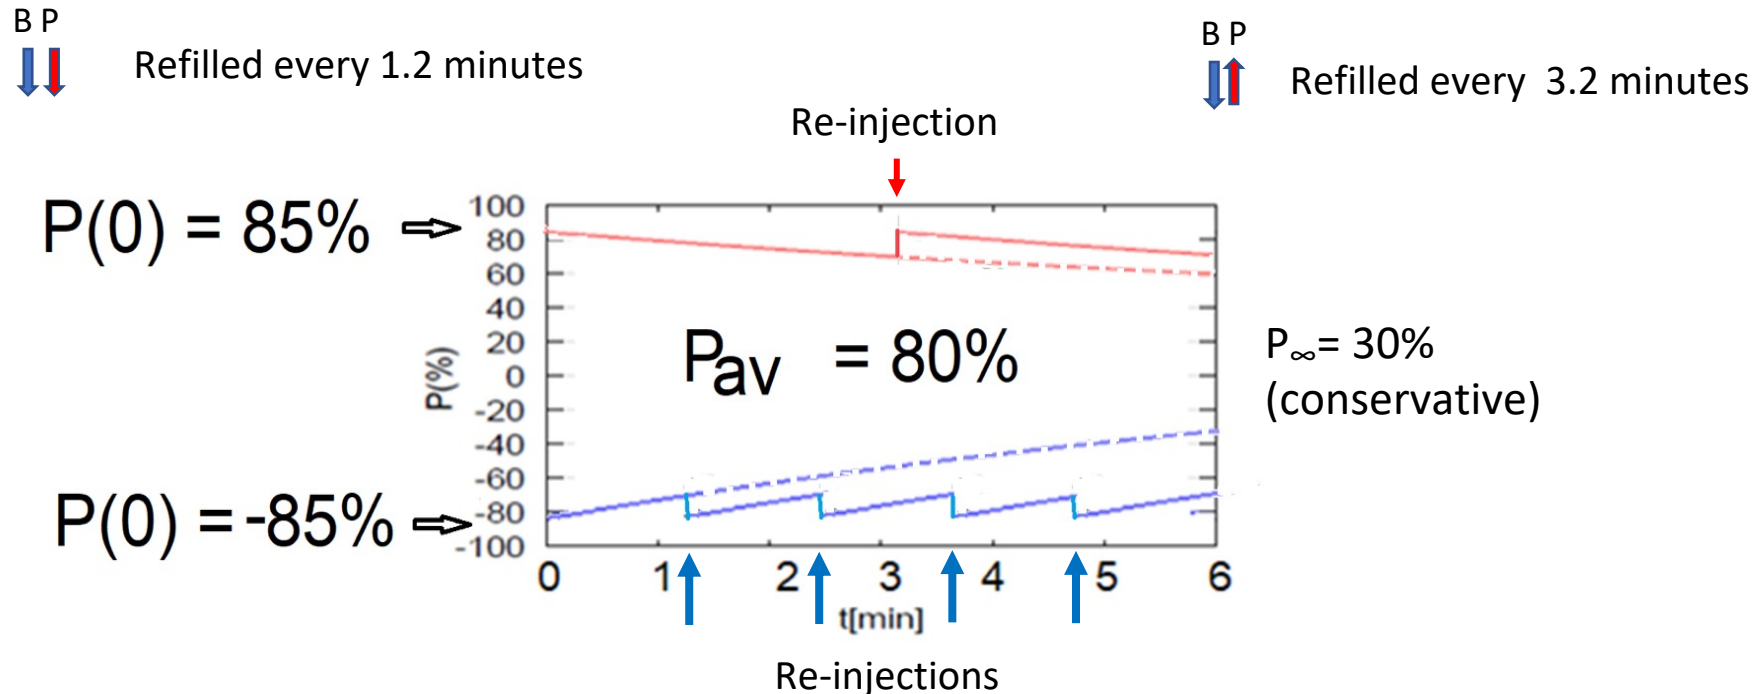 B P
Refilled every 1.2 minutes
B P
Refilled every 3.2 minutes
Re-injection
P(0) = 85%
100
80
60
40
20
0
-20
-40
-60
-80
-100
P(%)
Pav = 80%
P∞= 30%
(conservative)
P(0) = -85%
0 1 2 3 4 5 6
t[min]
Re-injections